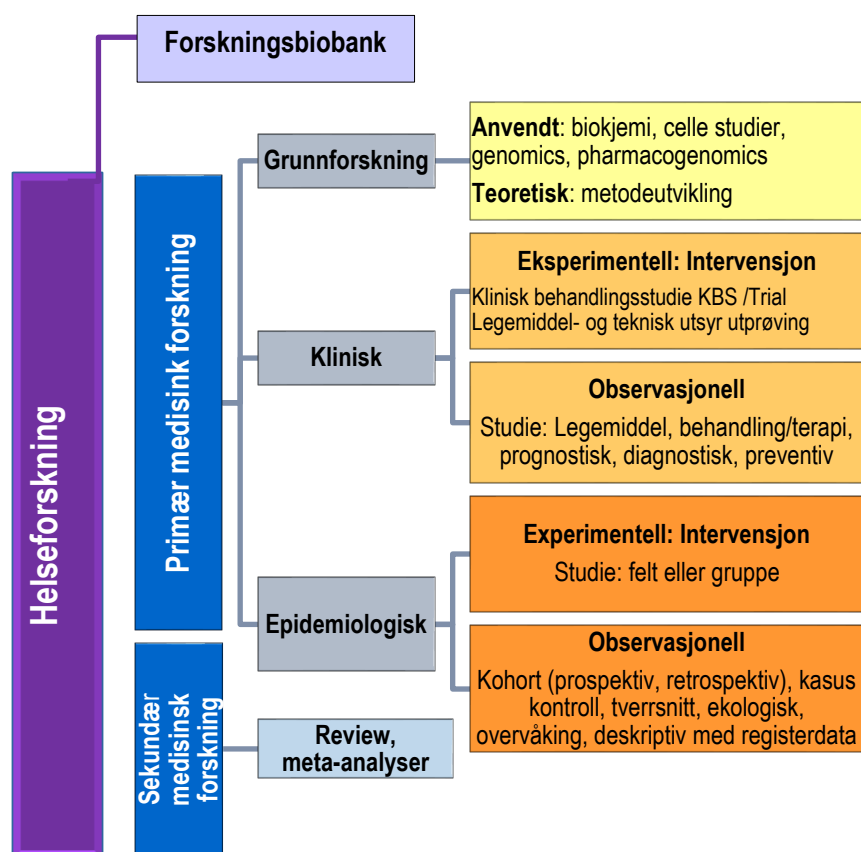 Forskningsbiobank
Helseforskning
Primær medisink forskning
Grunnforskning
Anvendt: biokjemi, celle studier,
genomics, pharmacogenomics
Teoretisk: metodeutvikling
Klinisk
Eksperimentell: Intervensjon
Klinisk behandlingsstudie KBS /Trial
Legemiddel- og teknisk utsyr utprøving
Observasjonell
Studie: Legemiddel, behandling/terapi,
prognostisk, diagnostisk, preventiv
Epidemiologisk
Experimentell: Intervensjon
Studie: felt eller gruppe
Observasjonell
Kohort (prospektiv, retrospektiv), kasus
kontroll, tverrsnitt, ekologisk,
overvåking, deskriptiv med registerdata
Sekundær
medisinsk
forskning
Review,
meta-analyser